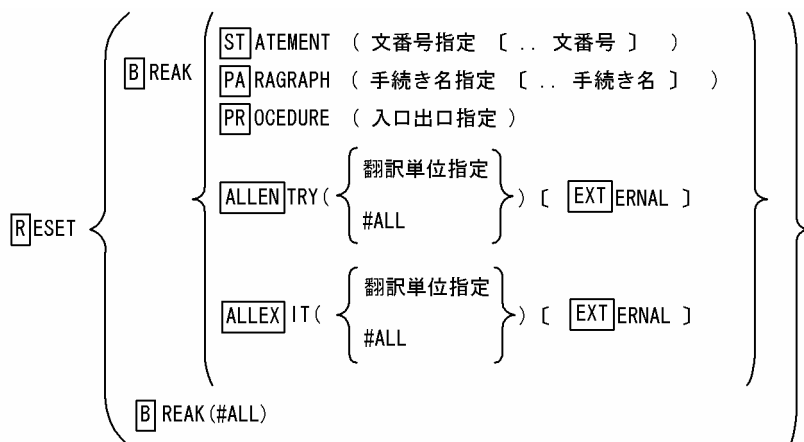 STATEMENT ( 文番号指定 〔 .. 文番号 〕 )
BREAK PARAGRAPH ( 手続き名指定 〔 .. 手続き名 〕 )
PROCEDURE ( 入口出口指定 )
翻訳単位指定
ALLENTRY( ) 〔 EXTERNAL 〕
#ALL
RESET
翻訳単位指定
ALLEXIT( ) 〔 EXTERNAL 〕
#ALL
BREAK(#ALL)